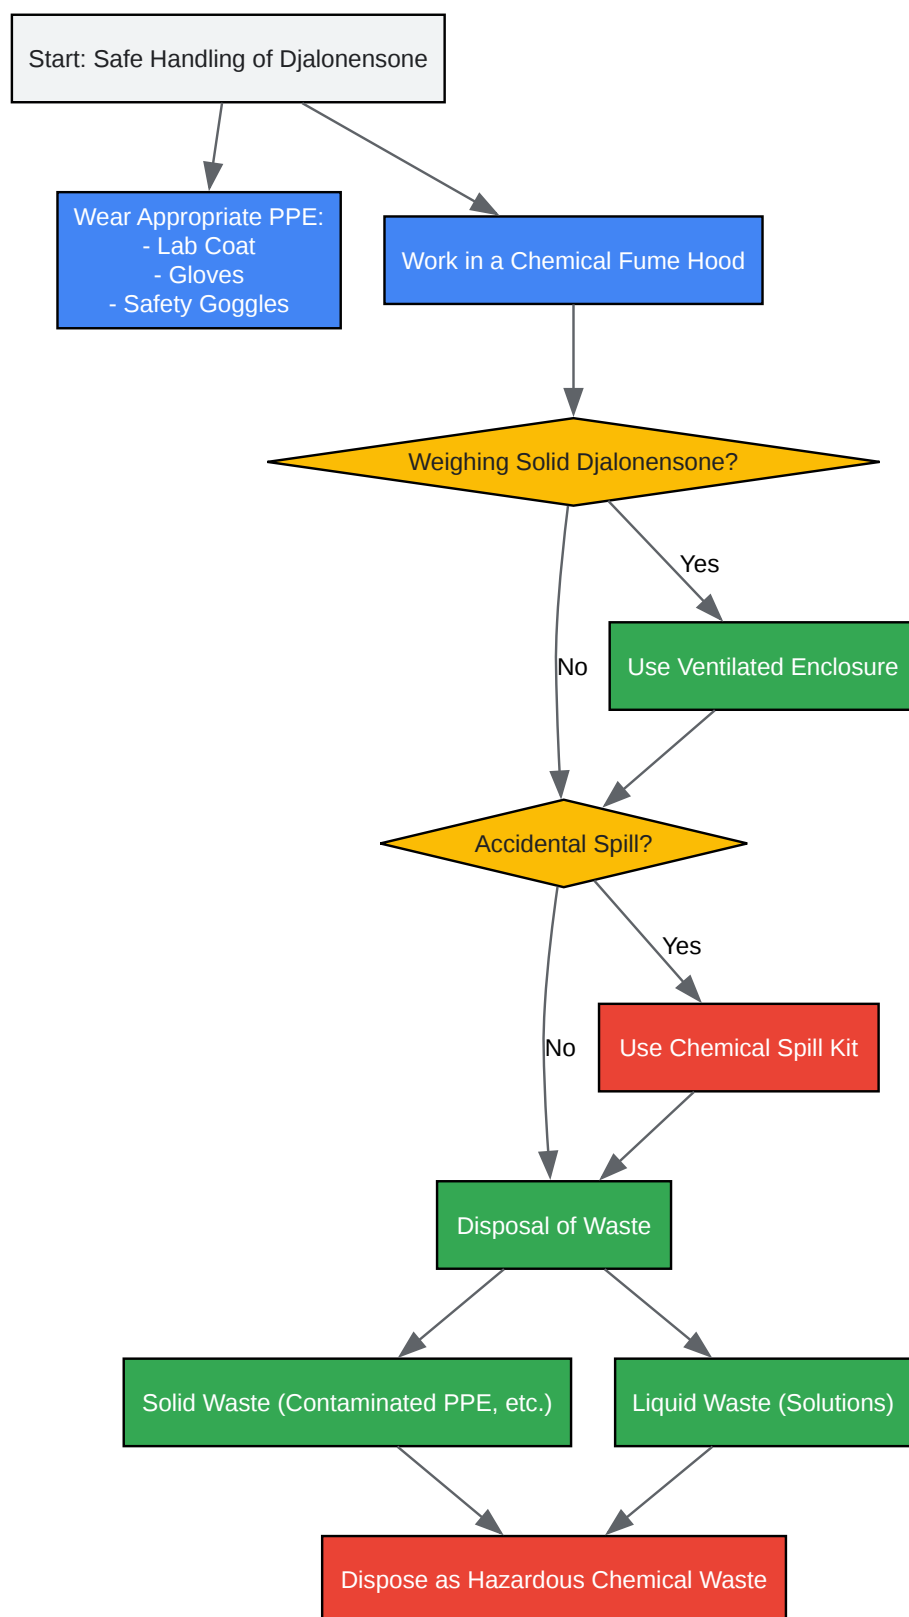 Start: Safe Handling of Djalonensone
Wear Appropriate PPE:
- Lab Coat
- Gloves
- Safety Goggles
Work in a Chemical Fume Hood
Weighing Solid Djalonensone?
Yes
No
Use Ventilated Enclosure
Accidental Spill?
Yes
No
Use Chemical Spill Kit
Disposal of Waste
Solid Waste (Contaminated PPE, etc.)
Liquid Waste (Solutions)
Dispose as Hazardous Chemical Waste